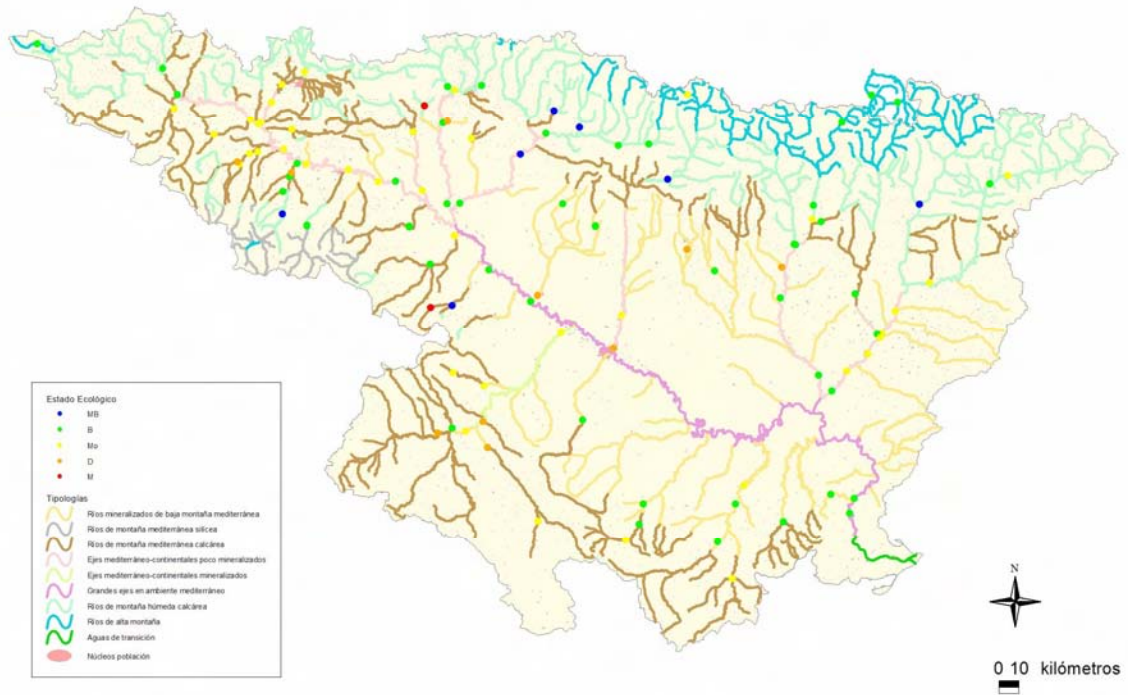 Estado Ecológico
MB
B
Mo
D
M
Tipologías
Ríos mineralizados de baja montaña mediterránea
Ríos de montaña mediterránea silícea
Ríos de montaña mediterránea calcárea
Ejes mediterráneo-continentales poco mineralizados
Ejes mediterráneo-continentales mineralizados
Grandes ejes en ambiente mediterráneo
Ríos de montaña húmeda calcárea
Ríos de alta montaña
Aguas de transición
Núcleos población
N
0 10 kilómetros